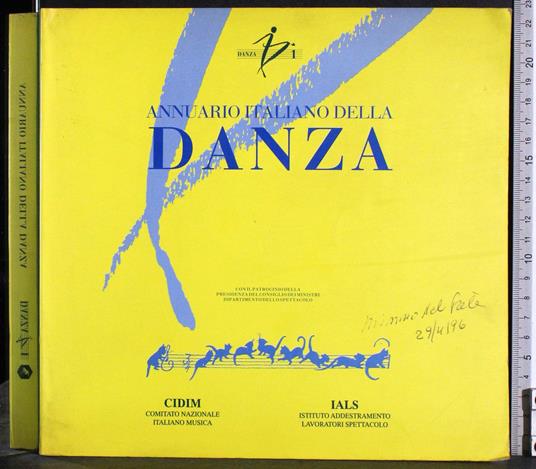 DANZA 1
ANNUARIO ITALIANO DELLA
DANZA
CON IL PATROCINIO DELLA
PRESIDENZA DEL CONSIGLIO DEI MINISTRI
DIPARTIMENTO DELLO SPETTACOLO
29/4/96
CIDIM
COMITATO NAZIONALE
ITALIANO MUSICA
IALS
ISTITUTO ADDESTRAMENTO
LAVORATORI SPETTACOLO
ANNUARIO ITALIANO DELLA DANZA
DANZA 1